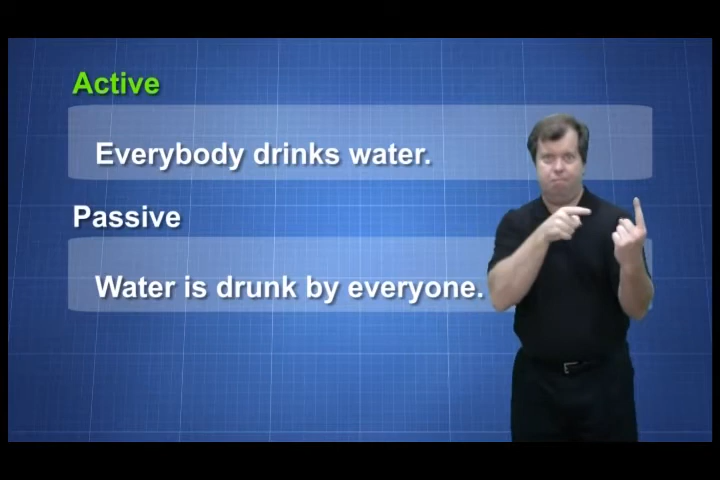 Active
Everybody drinks water.
Passive
Water is drunk by everyone.